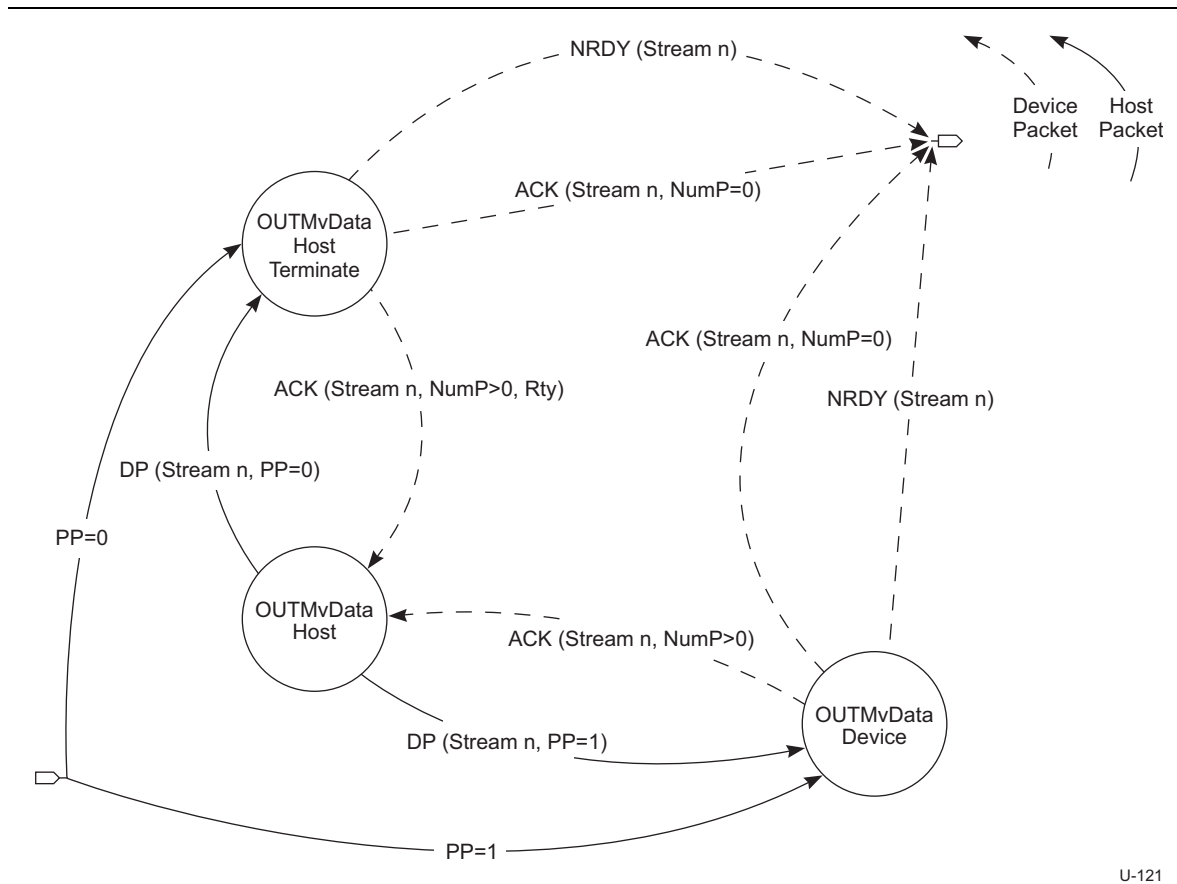 NRDY (Stream n)
Device
Packet
Host
Packet
ACK (Stream n, NumP=0)
OUTMvData
Host
Terminate
ACK (Stream n, NumP=0)
ACK (Stream n, NumP>0, Rty)
NRDY (Stream n)
DP (Stream n, PP=0)
PP=0
OUTMvData
Host
ACK (Stream n, NumP>0)
OUTMvData
Device
DP (Stream n, PP=1)
PP=1
U-121